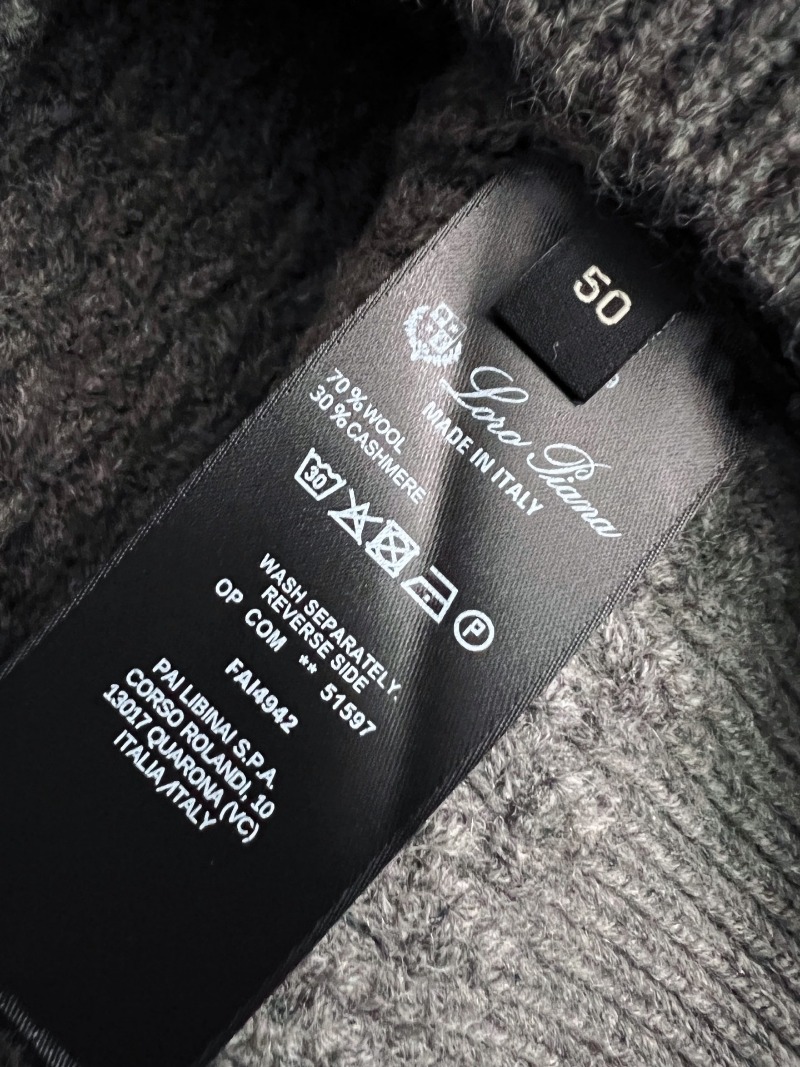 50
Loro Piana
MADE IN ITALY
70%WOOL
30%CASHMERE
30
P
WASH SEPARATELY.
REVERSE SIDE
OP COM ** 51597
FAI4942
PAI LIBINAI S.P.A.
CORSO ROLANDI, 10
13017 QUARONA (VC)
ITALIA/ITALY